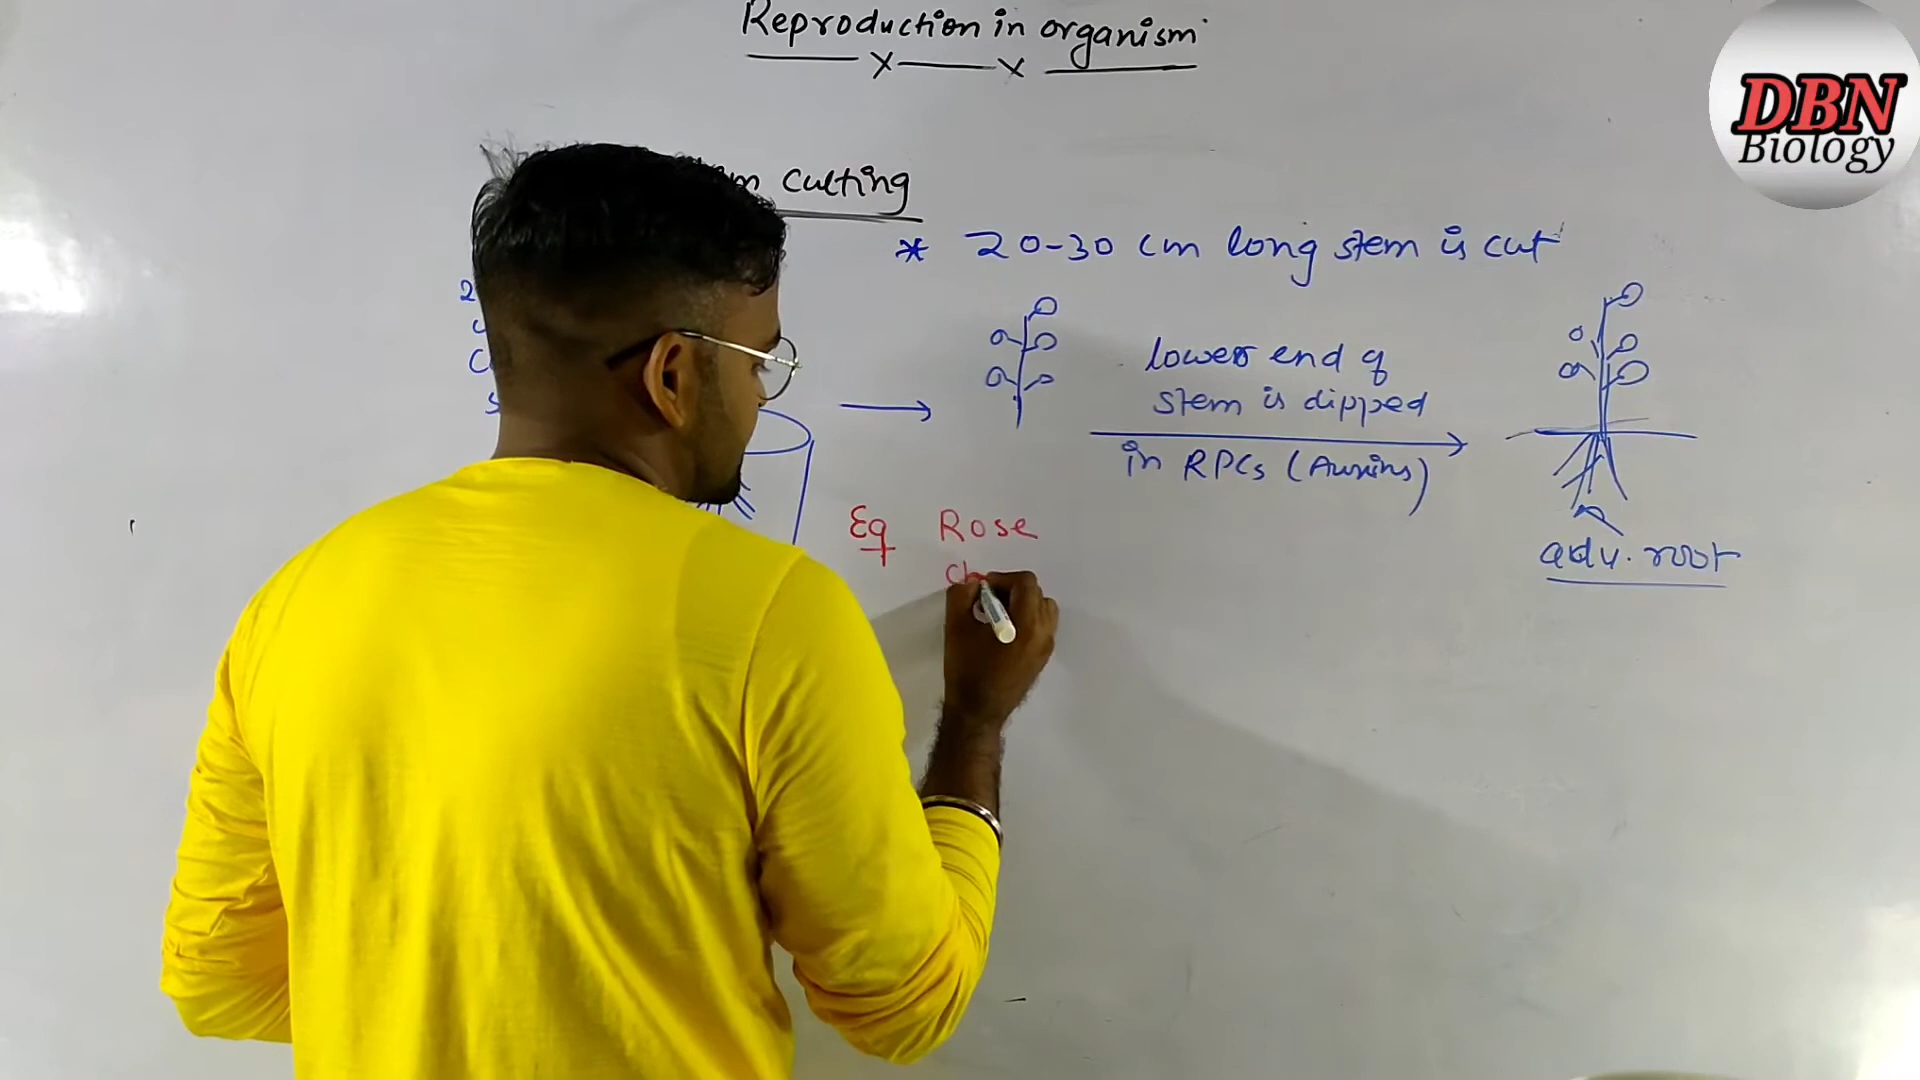 Reproduction in organism
cutting
* 20-30 cm long stem is cut
lower end of
stem is dipped
in RPCs (Auxins)
Eg Rose
adv. root
DBN
Biology